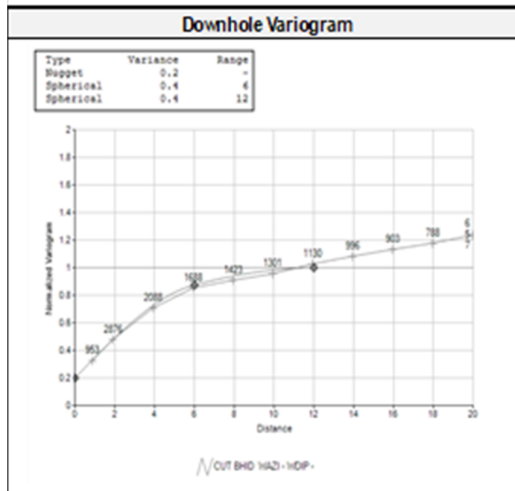 Downhole Variogram
Type Variance Range
Nugget 0.2 -
Spherical 0.4 6
Spherical 0.4 12
2
1.8
1.6
1.4
1.2
1
0.8
0.6
0.4
0.2
0
Normalized Variogram
953 2876 2088 1688 1423 1301 1130 996 903 788
0 2 4 6 8 10 12 14 16 18 20
Distance
CUT BHID